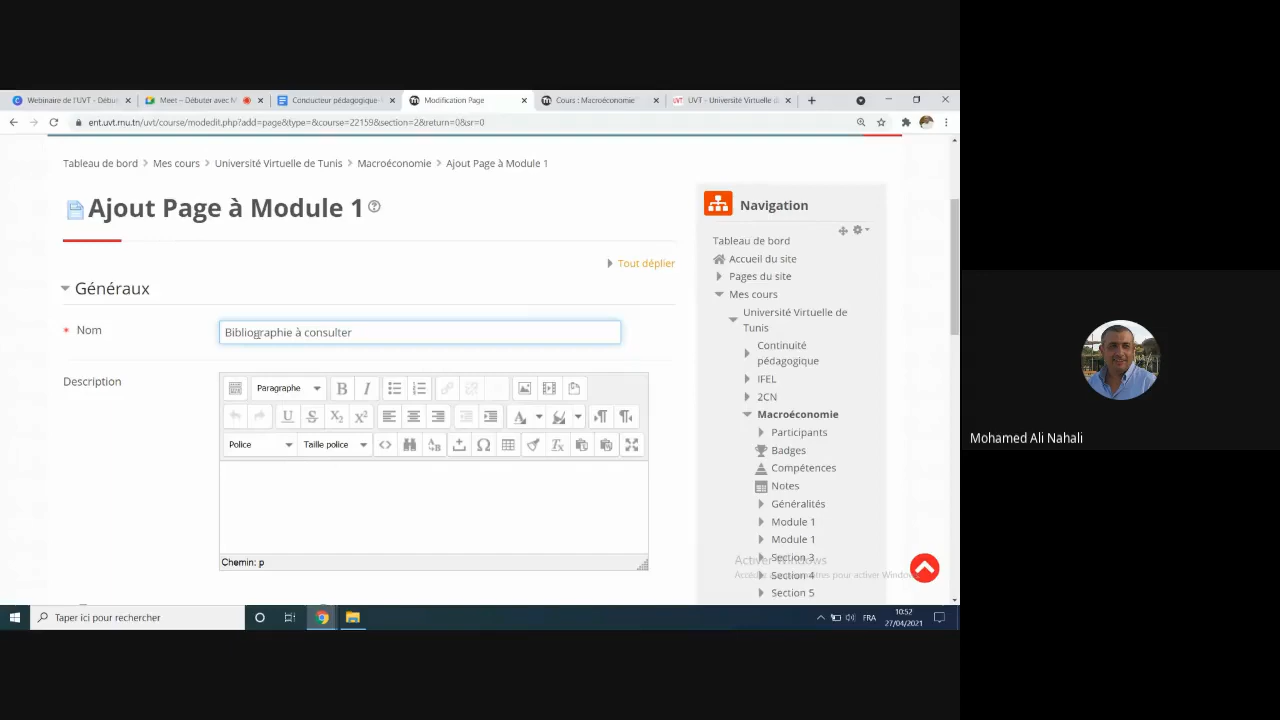 Webinaire de l'UVT - Débu
Meet – Débuter avec M
Conducteur pédagogique-
Modification Page
Cours : Macroéconomie
UVT - Université Virtuelle d
ent.uvt.rnu.tn/uvt/course/modedit.php?add=page&type=&course=22159&section=2&return=0&sr=0
Tableau de bord
Mes cours
Université Virtuelle de Tunis
Macroéconomie
Ajout Page à Module 1
Ajout Page à Module 1
Tout déplier
Généraux
Nom
Bibliographie à consulter
Description
Paragraphe
Police
Taille police
Chemin: p
Navigation
Tableau de bord
Accueil du site
Pages du site
Mes cours
Université Virtuelle de
Tunis
Continuité
pédagogique
IFEL
2CN
Macroéconomie
Participants
Badges
Compétences
Notes
Généralités
Module 1
Module 1
Section 3
Section 4
Section 5
Activer Windows
Accédez aux paramètres pour activer Windows
Taper ici pour rechercher
FRA
10:52
27/04/2021
Mohamed Ali Nahali